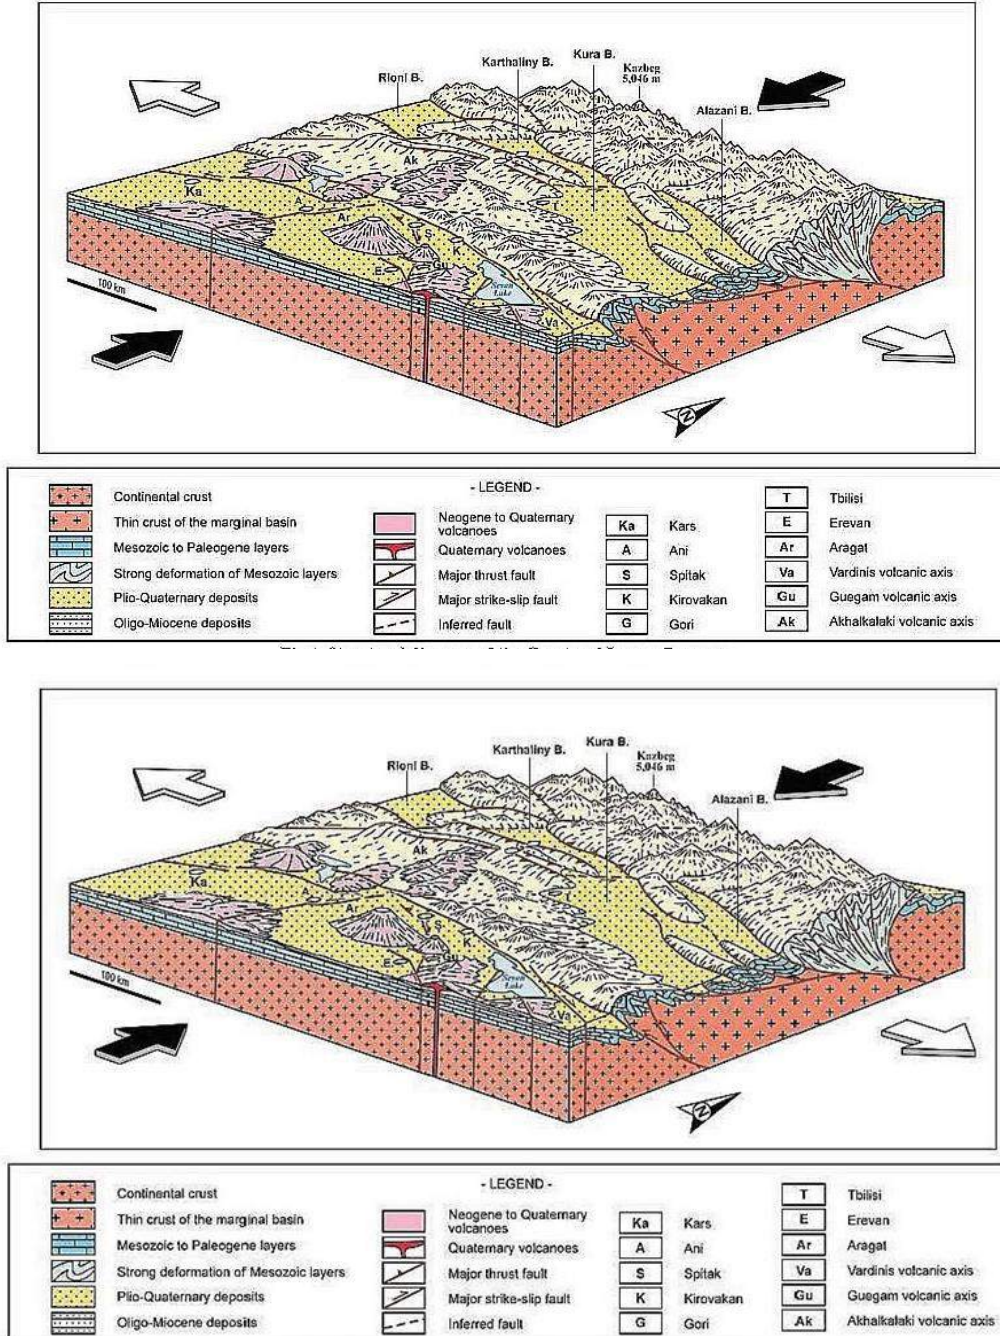 Rioni B.
Karthaliny B.
Kura B.
Kazbeg
5,046 m
Alazani B.
Ak
Ka
A
Ar
S
T
E
Gu
Sevan
Lake
Va
100 km
N
- LEGEND -
Continental crust
Thin crust of the marginal basin
Mesozoic to Paleogene layers
Strong deformation of Mesozoic layers
Plio-Quaternary deposits
Oligo-Miocene deposits
Neogene to Quaternary
volcanoes
Quaternary volcanoes
Major thrust fault
Major strike-slip fault
Inferred fault
Ka Kars
A Ani
S Spitak
K Kirovakan
G Gori
T Tbilisi
E Erevan
Ar Aragat
Va Vardinis volcanic axis
Gu Guegam volcanic axis
Ak Akhalkalaki volcanic axis
Rioni B.
Karthaliny B.
Kura B.
Kazbeg
5,046 m
Alazani B.
Ak
Ka
A
Ar
S
K
E
Gu
Sevan
Lake
Va
100 km
N
- LEGEND -
Continental crust
Thin crust of the marginal basin
Mesozoic to Paleogene layers
Strong deformation of Mesozoic layers
Plio-Quaternary deposits
Oligo-Miocene deposits
Neogene to Quaternary
volcanoes
Quaternary volcanoes
Major thrust fault
Major strike-slip fault
Inferred fault
Ka Kars
A Ani
S Spitak
K Kirovakan
G Gori
T Tbilisi
E Erevan
Ar Aragat
Va Vardinis volcanic axis
Gu Guegam volcanic axis
Ak Akhalkalaki volcanic axis